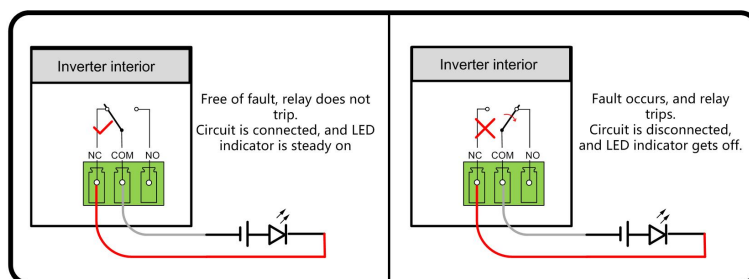 Inverter interior
Free of fault, relay does not
trip.
Circuit is connected, and LED
indicator is steady on
NC COM NO
Inverter interior
Fault occurs, and relay
trips.
Circuit is disconnected,
and LED indicator gets off.
NC COM NO